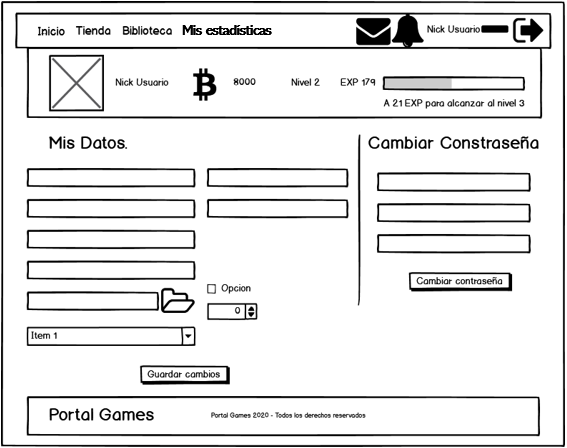 Inicio Tienda Biblioteca Mis estadísticas Nick Usuario
Nick Usuario 8000 Nivel 2 EXP 179
A 21 EXP para alcanzar al nivel 3
Mis Datos. Cambiar Constraseña
Opcion
0
Cambiar contraseña
Item 1
Guardar cambios
Portal Games Portal Games 2020 - Todos los derechos reservados